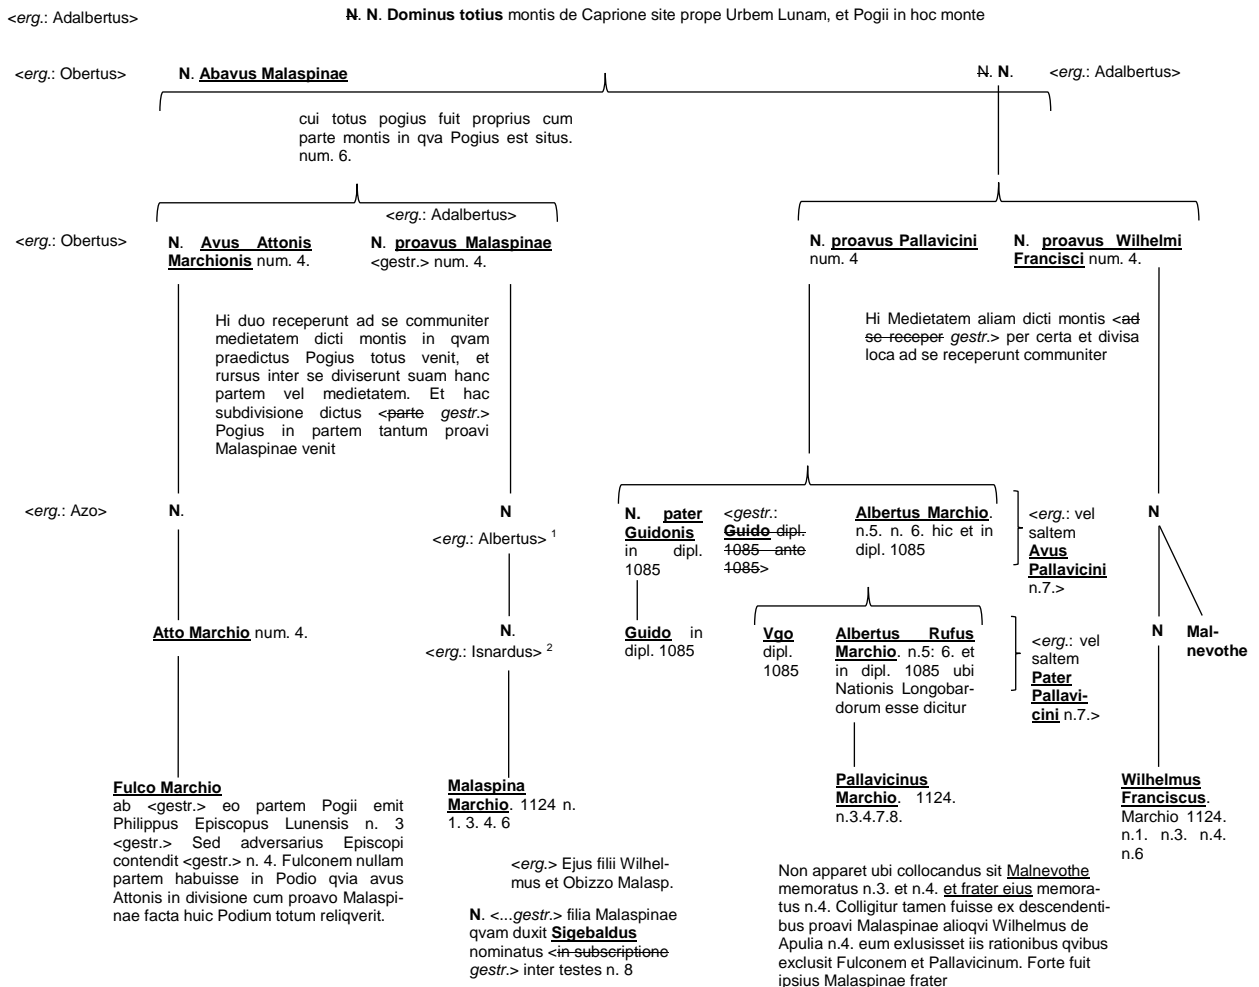 <erg.: Adalbertus>
N. N. Dominus totius montis de Caprione site prope Urbem Lunam, et Pogii in hoc monte
<erg.: Obertus>
N. Abavus Malaspinae
N. N.
<erg.: Adalbertus>
cui totus pogius fuit proprius cum
parte montis in qva Pogius est situs.
num. 6.
<erg.: Adalbertus>
<erg.: Obertus>
N. Avus Attonis
Marchionis num. 4.
N. proavus Malaspinae
<gestr.> num. 4.
N. proavus Pallavicini
num. 4
N. proavus Wilhelmi
Francisci num. 4.
Hi duo receperunt ad se communiter
medietatem dicti montis in qvam
praedictus Pogius totus venit, et
rursus inter se diviserunt suam hanc
partem vel medietatem. Et hac
subdivisione dictus <parte gestr.>
Pogius in partem tantum proavi
Malaspinae venit
Hi Medietatem aliam dicti montis <ad
se receper gestr.> per certa et divisa
loca ad se receperunt communiter
<erg.: Azo>
N.
N
<erg.: Albertus> 1
N. pater
Guidonis
in dipl.
1085
<gestr.:
Guido dipl.
1085 ante
1085>
Albertus Marchio.
n.5. n. 6. hic et in
dipl. 1085
<erg.: vel
saltem
Avus
Pallavicini
n.7.>
N
Atto Marchio num. 4.
N.
<erg.: Isnardus> 2
Guido in
dipl. 1085
Vgo
dipl.
1085
Albertus Rufus
Marchio. n.5: 6. et
in dipl. 1085 ubi
Nationis Longobar-
dorum esse dicitur
<erg.: vel
saltem
Pater
Pallavi-
cini n.7.>
N
Mal-
nevothe
Fulco Marchio
ab <gestr.> eo partem Pogii emit
Philippus Episcopus Lunensis n. 3
<gestr.> Sed adversarius Episcopi
contendit <gestr.> n. 4. Fulconem nullam
partem habuisse in Podio qvia avus
Attonis in divisione cum proavo Malaspi-
nae facta huic Podium totum reliqverit.
Malaspina
Marchio. 1124 n.
1. 3. 4. 6
<erg.> Ejus filii Wilhel-
mus et Obizzo Malasp.
N. <...gestr.> filia Malaspinae
qvam duxit Sigebaldus
nominatus <in subscriptione
gestr.> inter testes n. 8
Pallavicinus
Marchio. 1124.
n.3.4.7.8.
Wilhelmus
Franciscus.
Marchio 1124.
n.1. n.3. n.4.
n.6
Non apparet ubi collocandus sit Malnevothe
memoratus n.3. et n.4. et frater eius memora-
tus n.4. Colligitur tamen fuisse ex descendenti-
bus proavi Malaspinae alioqvi Wilhelmus de
Apulia n.4. eum exlusisset iis rationibus qvibus
exclusit Fulconem et Pallavicinum. Forte fuit
ipsius Malaspinae frater